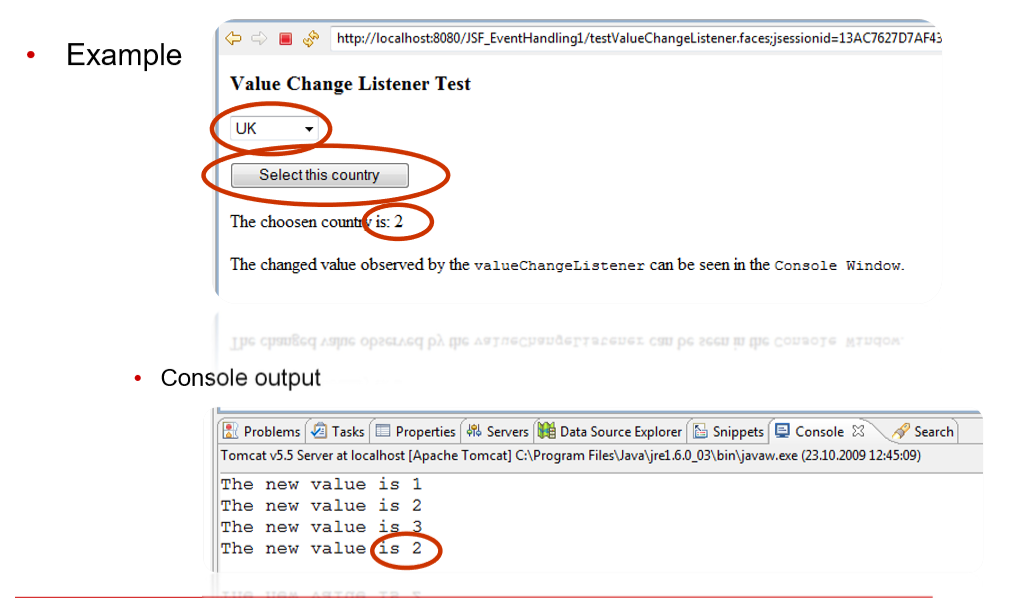 • Example
http://localhost:8080/JSF_EventHandling1/testValueChangeListener.faces;jsessionid=13AC7627D7AF43
Value Change Listener Test
UK
Select this country
The choosen country is: 2
The changed value observed by the valueChangeListener can be seen in the Console Window.
• Console output
Problems Tasks Properties Servers Data Source Explorer Snippets Console Search
Tomcat v5.5 Server at localhost [Apache Tomcat] C:\Program Files\Java\jre1.6.0_03\bin\javaw.exe (23.10.2009 12:45:09)
The new value is 1
The new value is 2
The new value is 3
The new value is 2